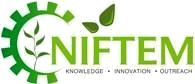 NIFTEM
KNOWLEDGE • INNOVATION • OUTREACH